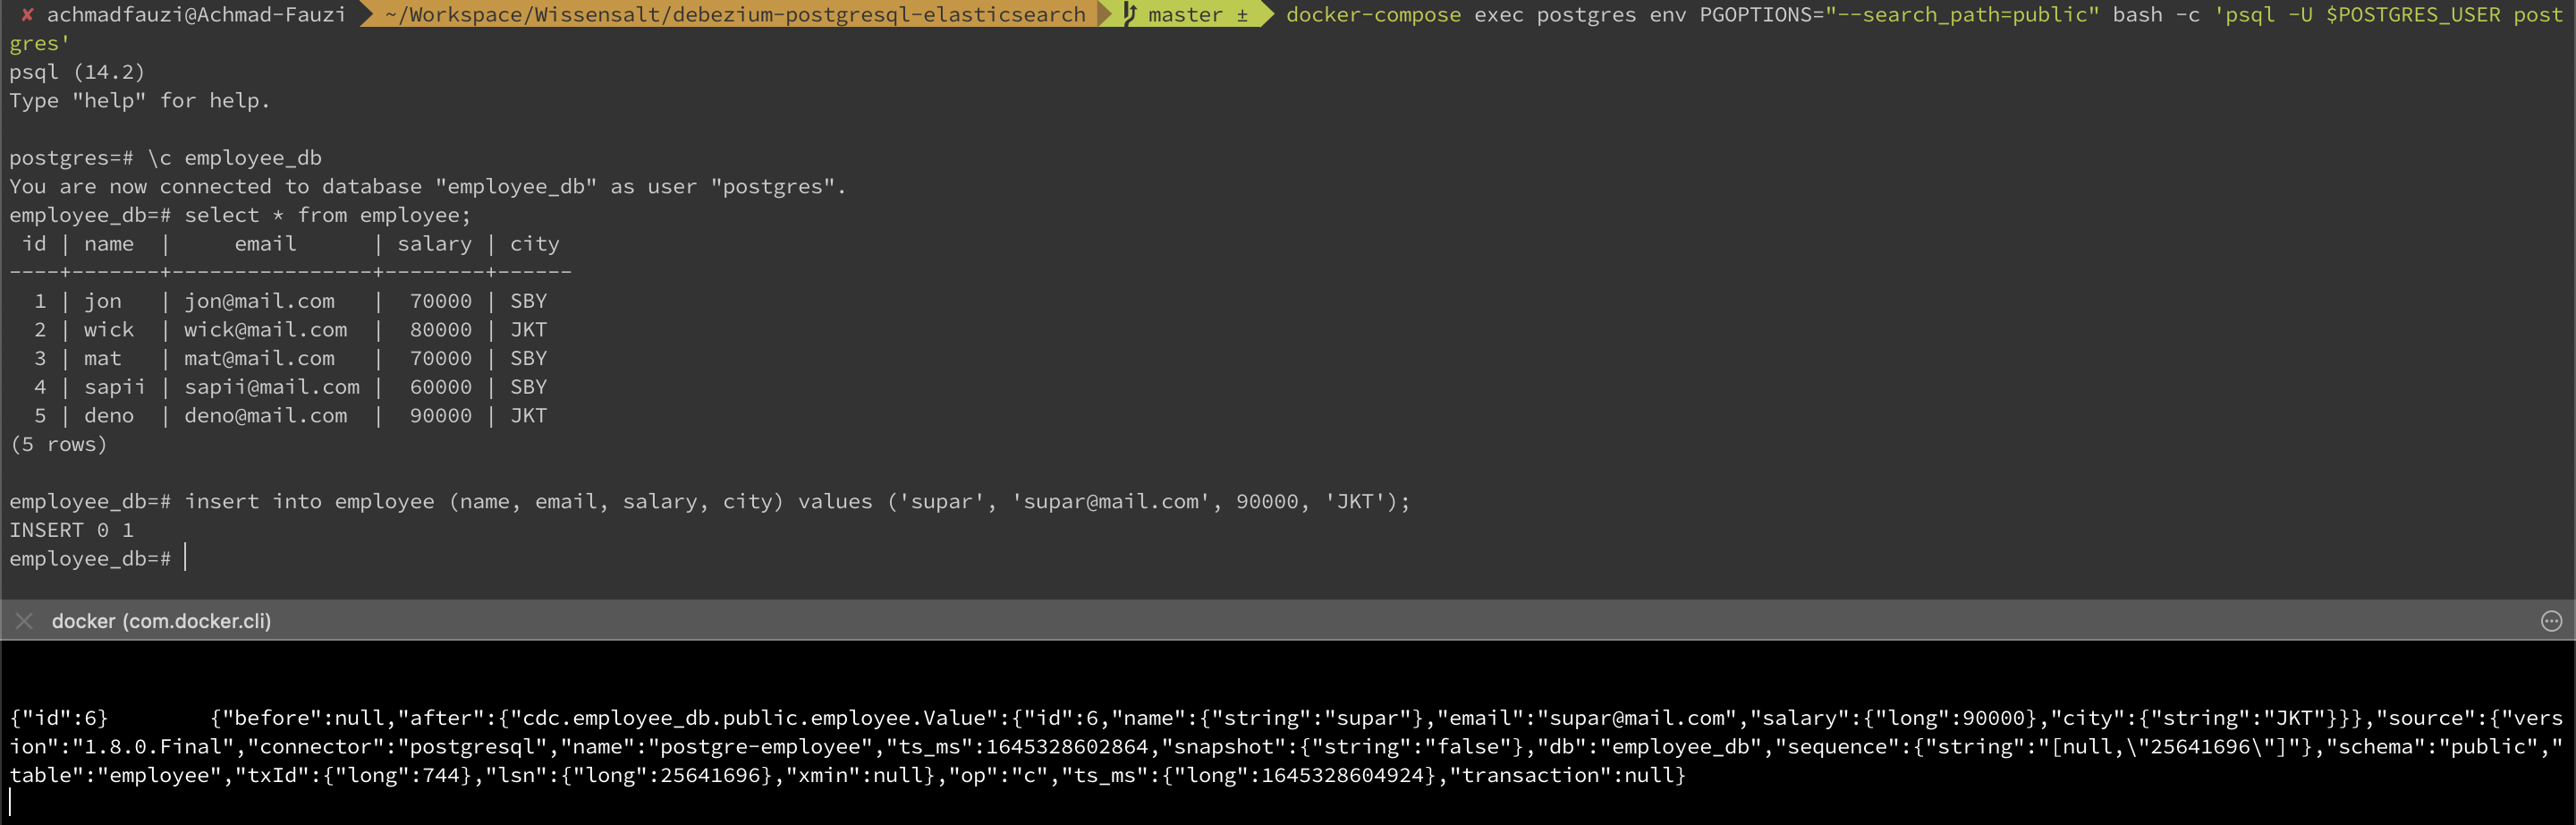 ✘ achmadfauzi@Achmad-Fauzi ~/Workspace/Wissensalt/debezium-postgresql-elasticsearch master ± docker-compose exec postgres env PGOPTIONS="--search_path=public" bash -c 'psql -U $POSTGRES_USER post
gres'
psql (14.2)
Type "help" for help.
postgres=# \c employee_db
You are now connected to database "employee_db" as user "postgres".
employee_db=# select * from employee;
 id | name  |     email      | salary | city
----+-------+----------------+--------+------
  1 | jon   | jon@mail.com   |  70000 | SBY
  2 | wick  | wick@mail.com  |  80000 | JKT
  3 | mat   | mat@mail.com   |  70000 | SBY
  4 | sapii | sapii@mail.com |  60000 | SBY
  5 | deno  | deno@mail.com  |  90000 | JKT
(5 rows)
employee_db=# insert into employee (name, email, salary, city) values ('supar', 'supar@mail.com', 90000, 'JKT');
INSERT 0 1
employee_db=#
docker (com.docker.cli)
{"id":6}        {"before":null,"after":{"cdc.employee_db.public.employee.Value":{"id":6,"name":{"string":"supar"},"email":"supar@mail.com","salary":{"long":90000},"city":{"string":"JKT"}}},"source":{"vers
ion":"1.8.0.Final","connector":"postgresql","name":"postgre-employee","ts_ms":1645328602864,"snapshot":{"string":"false"},"db":"employee_db","sequence":{"string":"[null,\"25641696\"]"},"schema":"public","
table":"employee","txId":{"long":744},"lsn":{"long":25641696},"xmin":null},"op":"c","ts_ms":{"long":1645328604924},"transaction":null}